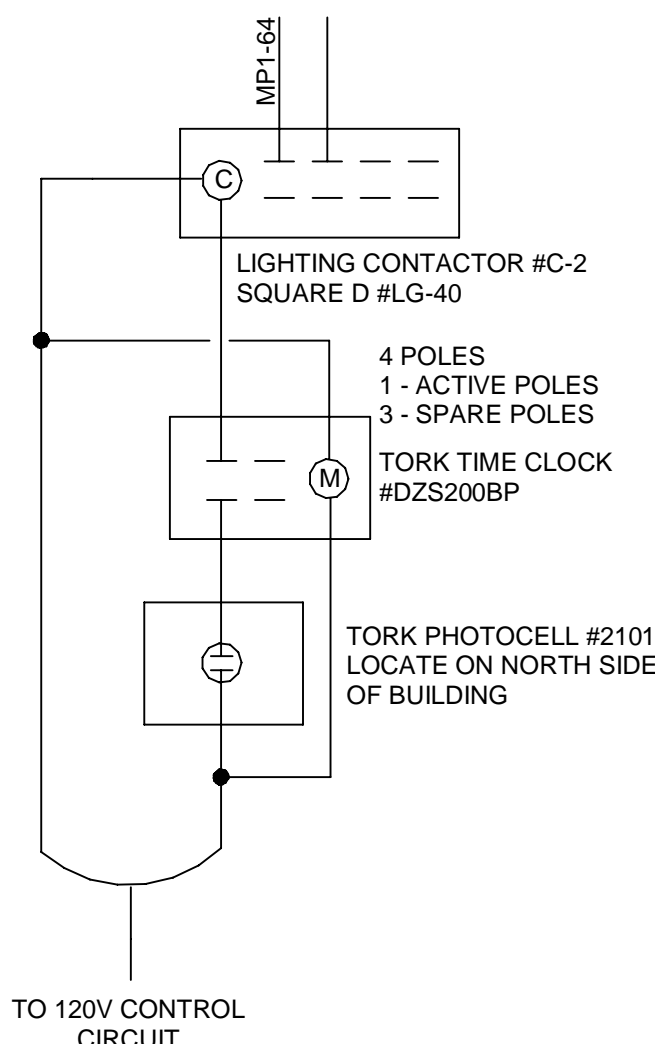 MP1-64
C
LIGHTING CONTACTOR #C-2
SQUARE D #LG-40
4 POLES
1 - ACTIVE POLES
3 - SPARE POLES
TORK TIME CLOCK
#DZS200BP
M
TORK PHOTOCELL #2101
LOCATE ON NORTH SIDE
OF BUILDING
TO 120V CONTROL
CIRCUIT